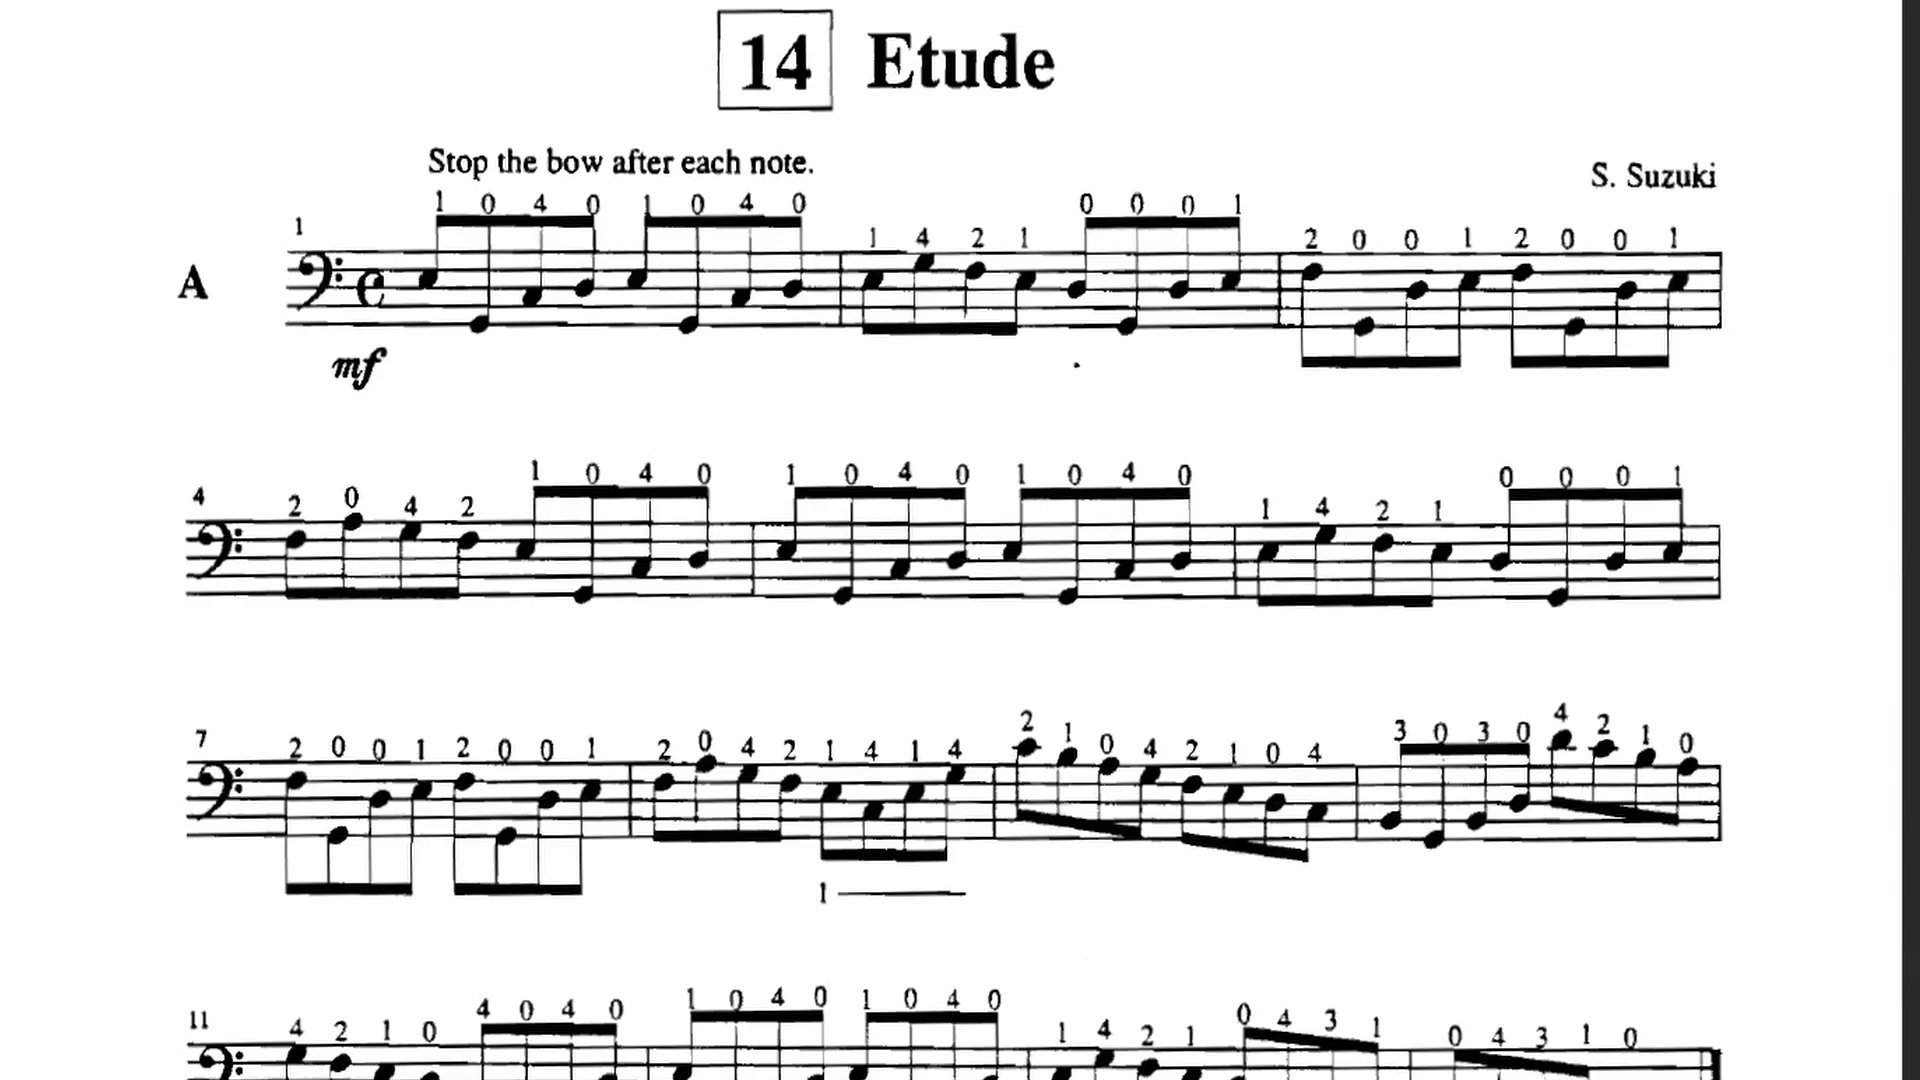 14 Etude
Stop the bow after each note.
S. Suzuki
1 0 4 0 1 0 4 0 0 0 0 1
1 1 4 2 1 2 0 0 1 2 0 0 1
A
mf
1 0 4 0 1 0 4 0 1 0 4 0 0 0 0 1
4 2 0 4 2 1 4 2 1
7 2 0 0 1 2 0 0 1 2 0 4 2 1 4 1 4 2 1 0 4 2 1 0 4 3 0 3 0 4 2 1 0
1
1 0 4 0 1 0 4 0
11 4 2 1 0 4 0 4 0 1 4 2 1 0 4 3 1 0 4 3 1 0